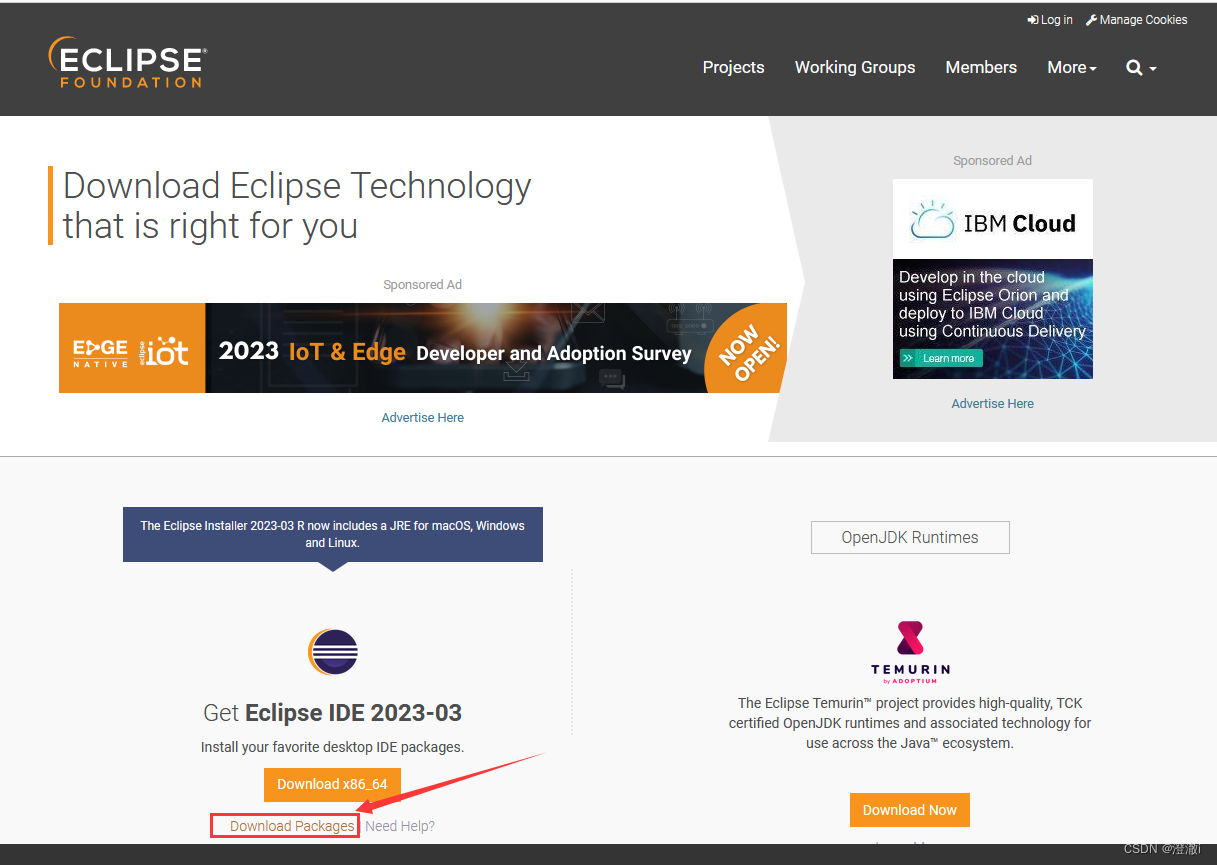 Log in Manage Cookies
ECLIPSE®
FOUNDATION
Projects Working Groups Members More
Download Eclipse Technology
that is right for you
Sponsored Ad
EDGE
NATIVE
eclipse
iot
2023 IoT & Edge Developer and Adoption Survey
NOW
OPEN!
Advertise Here
Sponsored Ad
IBM Cloud
Develop in the cloud
using Eclipse Orion and
deploy to IBM Cloud
using Continuous Delivery
Learn more
Advertise Here
The Eclipse Installer 2023-03 R now includes a JRE for macOS, Windows
and Linux.
Get Eclipse IDE 2023-03
Install your favorite desktop IDE packages.
Download x86_64
Download Packages | Need Help?
OpenJDK Runtimes
TEMURIN
by ADOPTIUM
The Eclipse Temurin™ project provides high-quality, TCK
certified OpenJDK runtimes and associated technology for
use across the Java™ ecosystem.
Download Now
CSDN @澄澈i